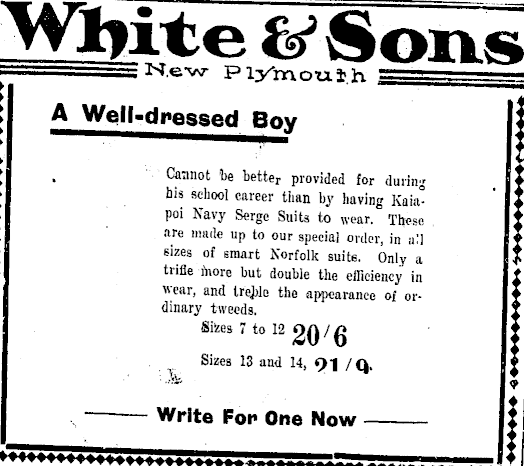 White & Sons
New Plymouth
A Well-dressed Boy
Cannot be better provided for during
his school career than by having Kaia-
poi Navy Serge Suits to wear. These
are made up to our special order, in all
sizes of smart Norfolk suits. Only a
trifle more but double the efficiency in
wear, and treble the appearance of or-
dinary tweeds.
Sizes 7 to 12 20/6
Sizes 13 and 14, 21/9.
Write For One Now